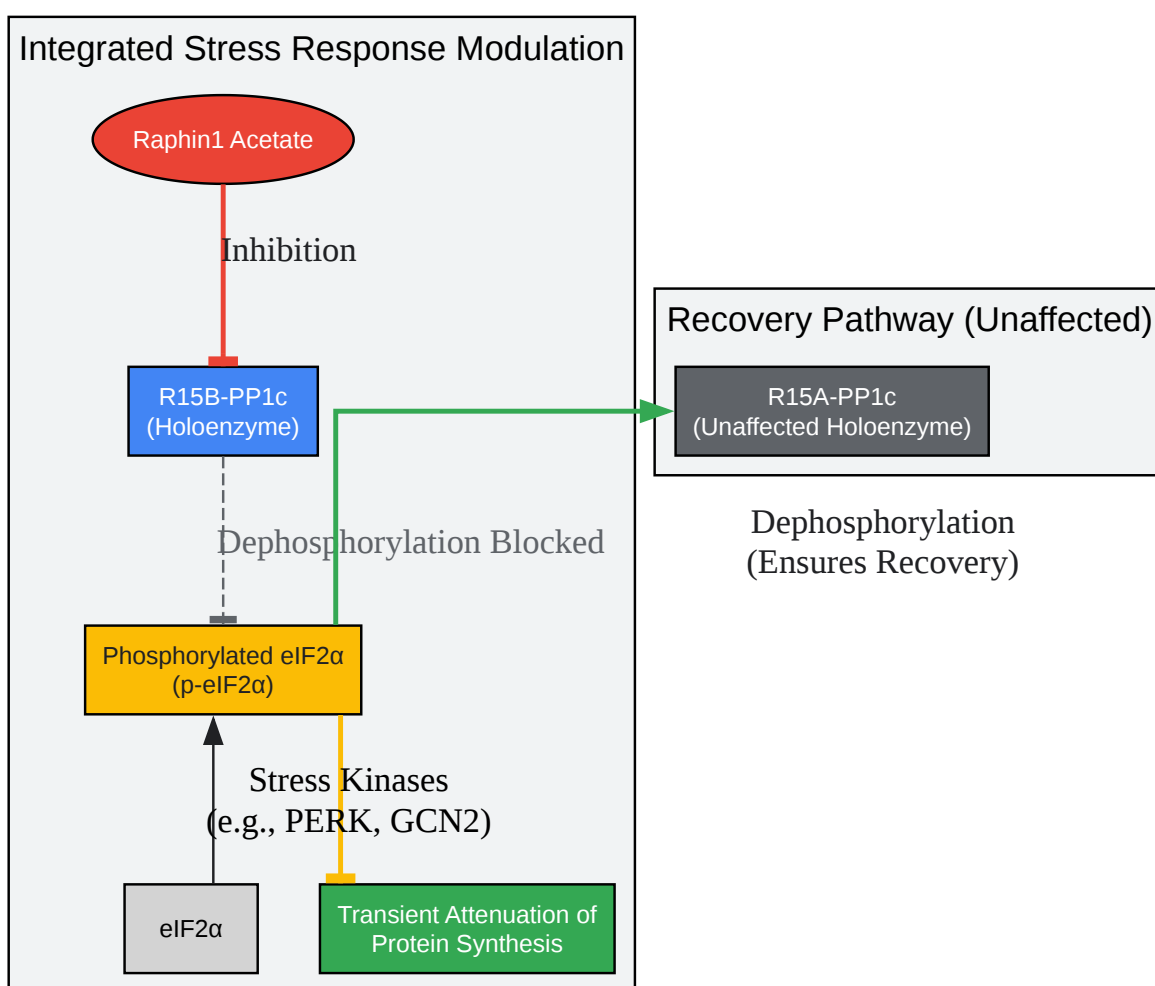 Integrated Stress Response Modulation
Raphin1 Acetate
Inhibition
Recovery Pathway (Unaffected)
R15B-PP1c
(Holoenzyme)
R15A-PP1c
(Unaffected Holoenzyme)
Dephosphorylation Blocked
Dephosphorylation
(Ensures Recovery)
Phosphorylated eIF2α
(p-eIF2α)
Stress Kinases
(e.g., PERK, GCN2)
eIF2α
Transient Attenuation of
Protein Synthesis